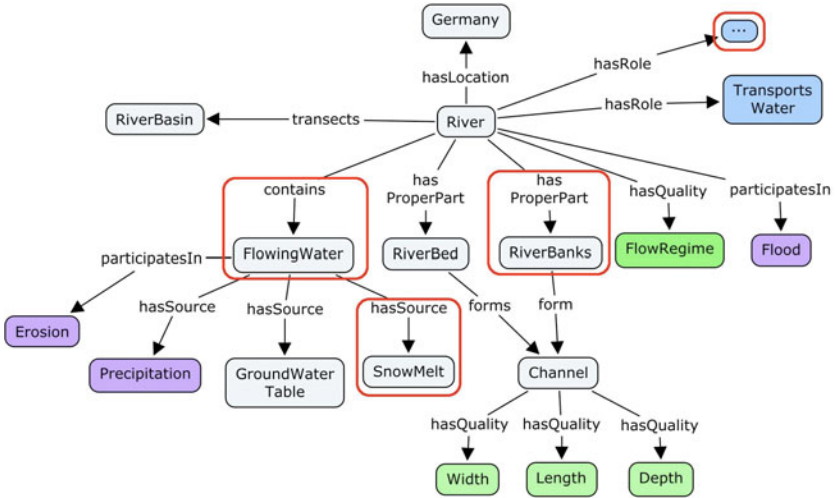 Germany
...
hasRole
hasLocation
Transports
Water
hasRole
RiverBasin
transects
River
contains
has
ProperPart
has
ProperPart
hasQuality
participatesIn
participatesIn
FlowingWater
RiverBed
RiverBanks
FlowRegime
Flood
hasSource
hasSource
hasSource
forms
form
Erosion
Precipitation
GroundWater
Table
SnowMelt
Channel
hasQuality
hasQuality
hasQuality
Width
Length
Depth